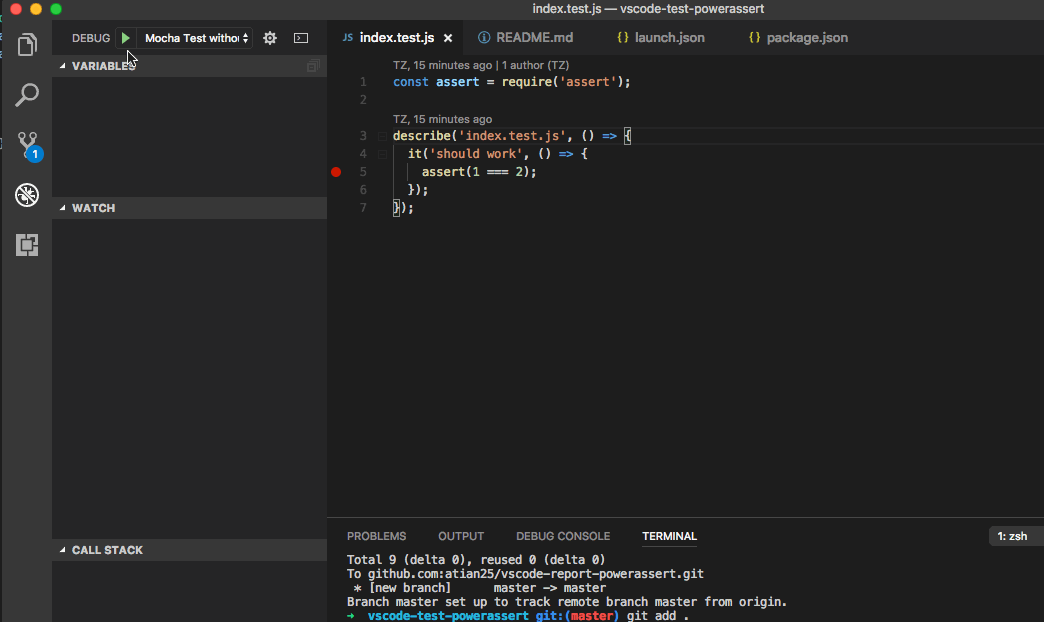 index.test.js — vscode-test-powerassert
DEBUG Mocha Test withou
JS index.test.js README.md {} launch.json {} package.json
VARIABLES
TZ, 15 minutes ago | 1 author (TZ)
1 const assert = require('assert');
2
TZ, 15 minutes ago
3 describe('index.test.js', () => {
4 it('should work', () => {
5 assert(1 === 2);
6 });
7 });
1
WATCH
CALL STACK
PROBLEMS OUTPUT DEBUG CONSOLE TERMINAL 1: zsh
Total 9 (delta 0), reused 0 (delta 0)
To github.com:atian25/vscode-report-powerassert.git
* [new branch] master -> master
Branch master set up to track remote branch master from origin.
→ vscode-test-powerassert git:(master) git add .